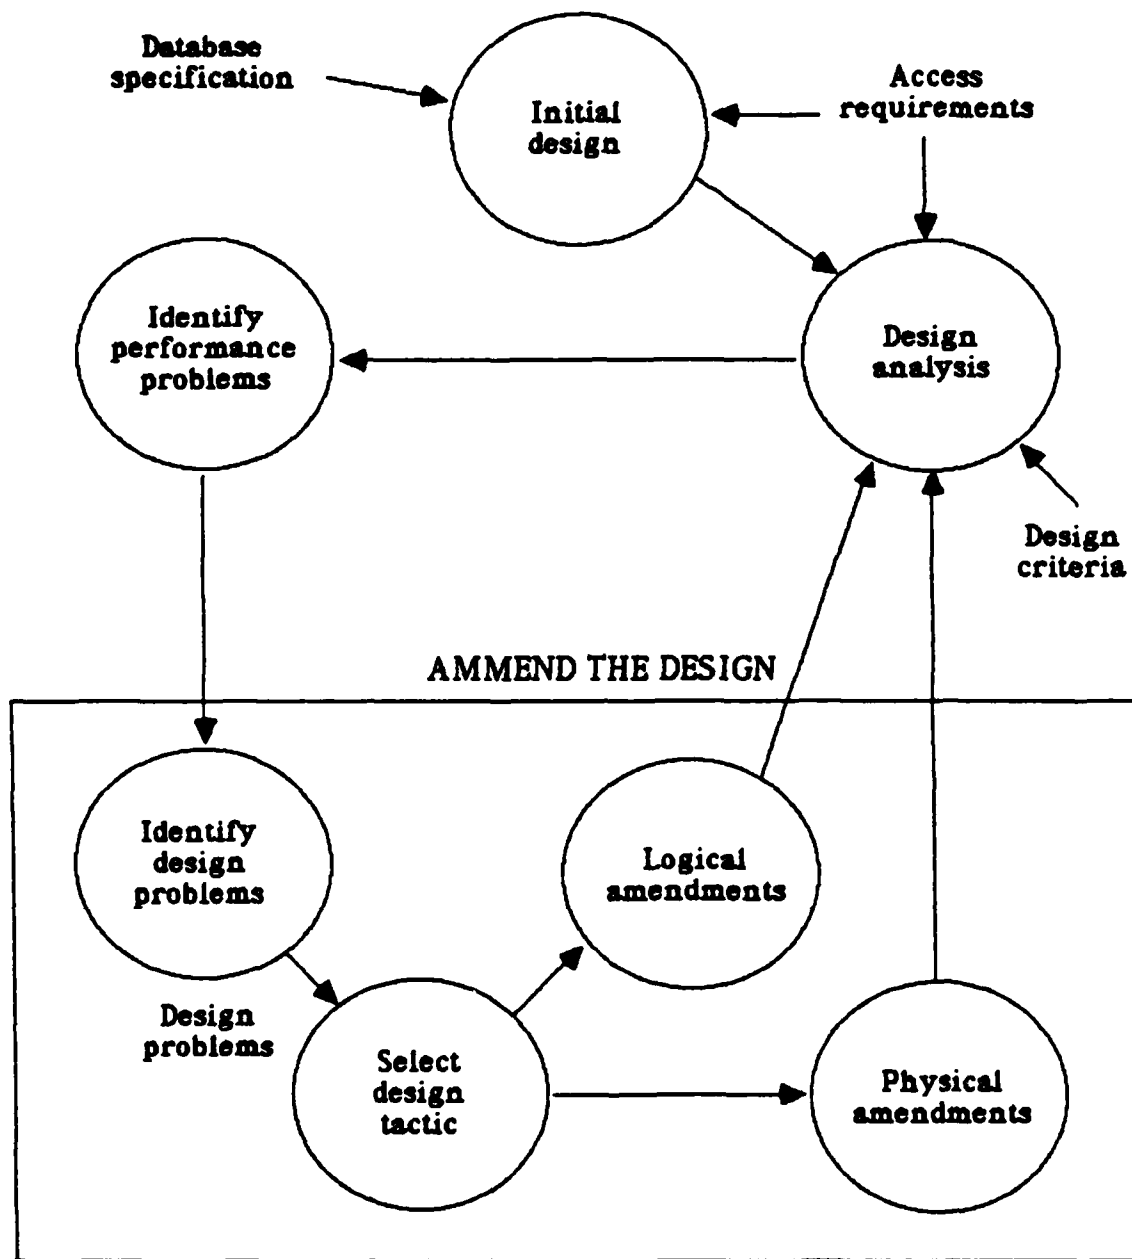 Database
specification
Access
requirements
Initial
design
Identify
performance
problems
Design
analysis
Design
criteria
AMMEND THE DESIGN
Identify
design
problems
Logical
amendments
Design
problems
Select
design
tactic
Physical
amendments